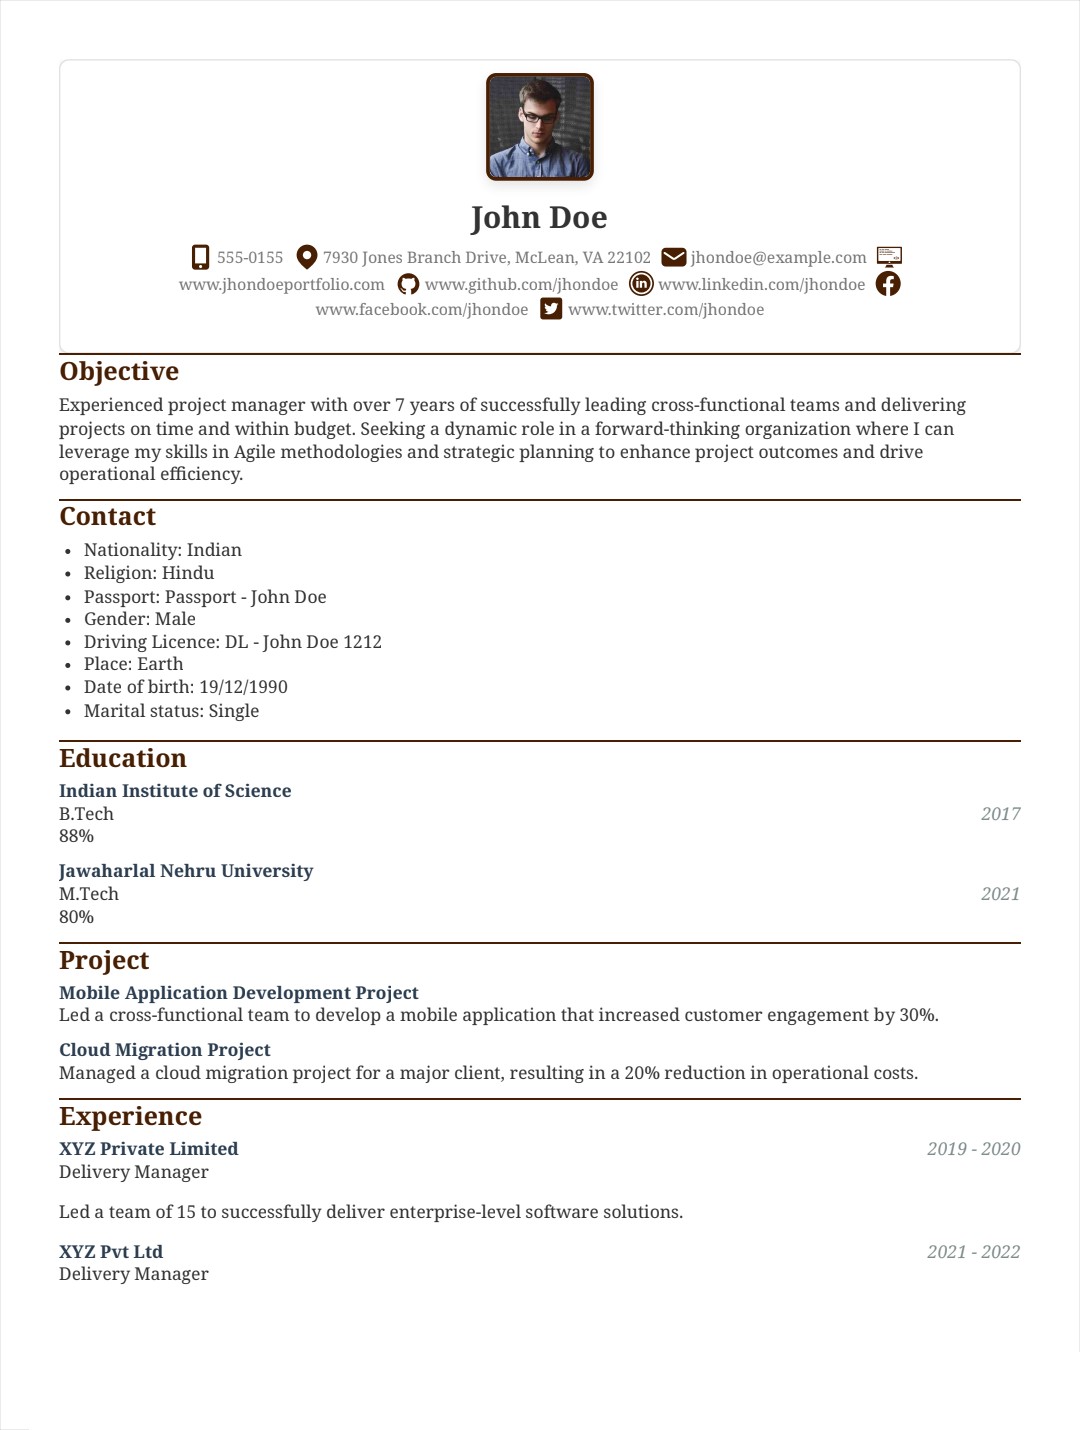 John Doe
555-0155 7930 Jones Branch Drive, McLean, VA 22102 jhondoe@example.com
www.jhondoeportfolio.com www.github.com/jhondoe www.linkedin.com/jhondoe
www.facebook.com/jhondoe www.twitter.com/jhondoe
Objective
Experienced project manager with over 7 years of successfully leading cross-functional teams and delivering
projects on time and within budget. Seeking a dynamic role in a forward-thinking organization where I can
leverage my skills in Agile methodologies and strategic planning to enhance project outcomes and drive
operational efficiency.
Contact
• Nationality: Indian
• Religion: Hindu
• Passport: Passport - John Doe
• Gender: Male
• Driving Licence: DL - John Doe 1212
• Place: Earth
• Date of birth: 19/12/1990
• Marital status: Single
Education
Indian Institute of Science
B.Tech 2017
88%
Jawaharlal Nehru University
M.Tech 2021
80%
Project
Mobile Application Development Project
Led a cross-functional team to develop a mobile application that increased customer engagement by 30%.
Cloud Migration Project
Managed a cloud migration project for a major client, resulting in a 20% reduction in operational costs.
Experience
XYZ Private Limited 2019 - 2020
Delivery Manager
Led a team of 15 to successfully deliver enterprise-level software solutions.
XYZ Pvt Ltd 2021 - 2022
Delivery Manager